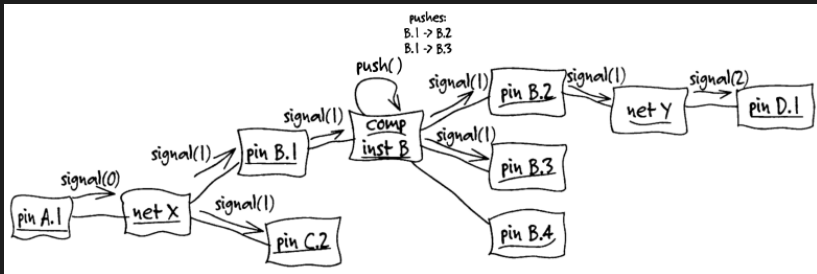 pushes:
B.1 -> B.2
B.1 -> B.3
push()
signal(1)
signal(1)
signal(2)
pin B.2
net Y
pin D.1
signal(1)
comp
inst B
signal(1)
signal(1)
pin B.1
pin B.3
signal(0)
pin A.1
net X
signal(1)
pin C.2
pin B.4